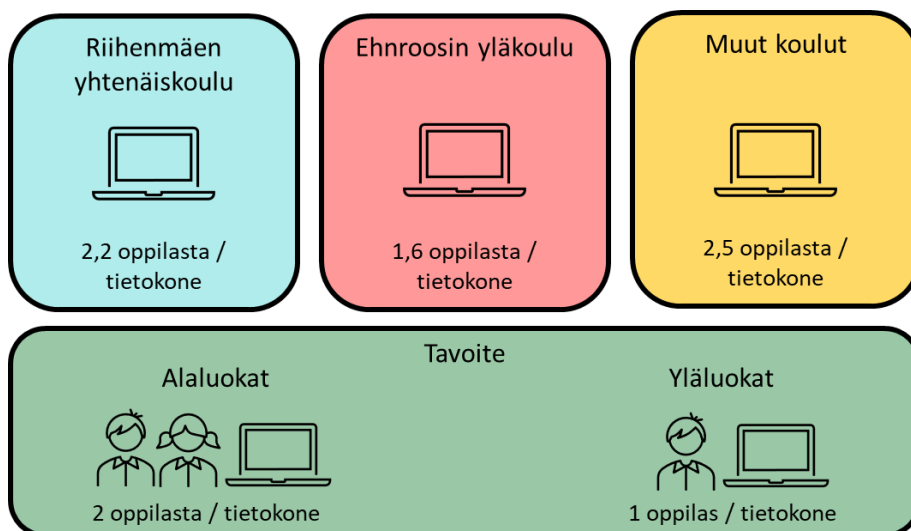 Riihenmäen
yhtenäiskoulu
2,2 oppilasta /
tietokone
Ehnroosin yläkoulu
1,6 oppilasta /
tietokone
Muut koulut
2,5 oppilasta /
tietokone
Tavoite
Alaluokat
2 oppilasta / tietokone
Yläluokat
1 oppilas / tietokone